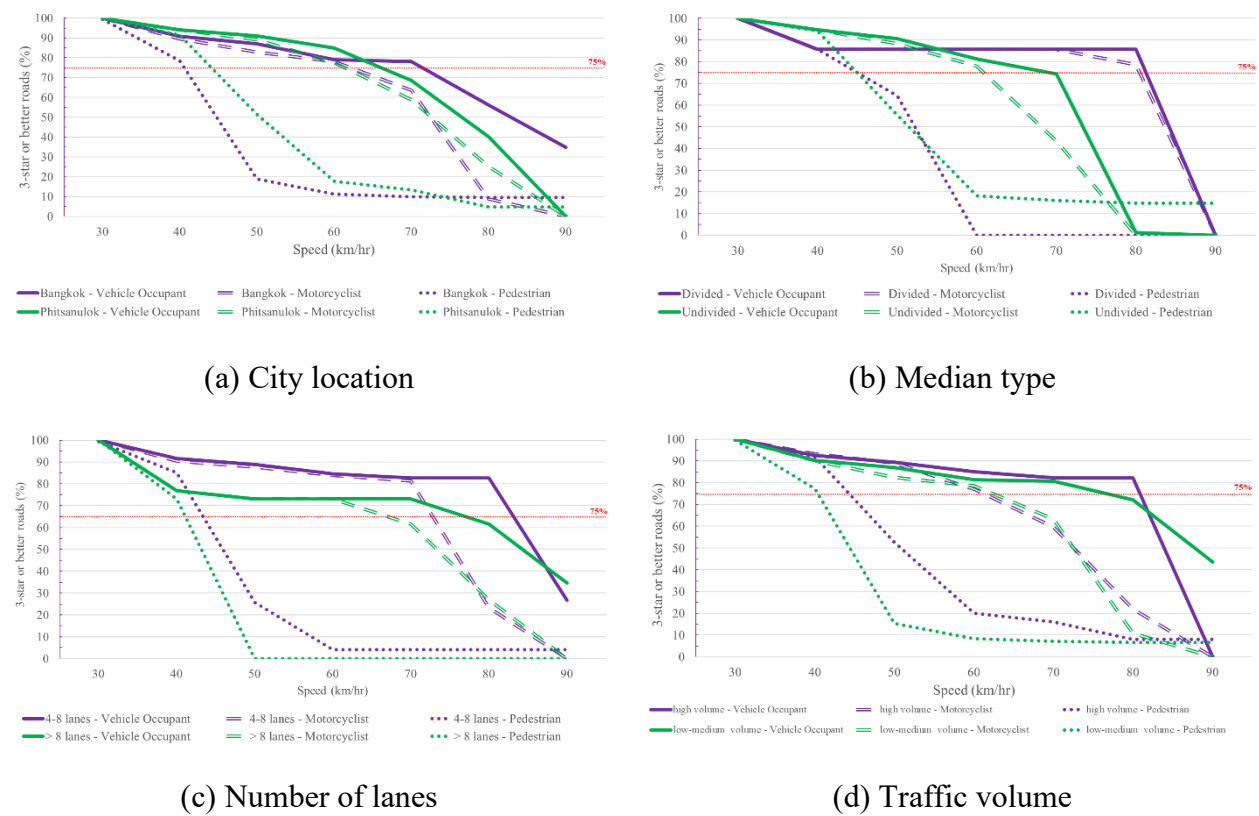 3-star or better roads (%)
100
90
80
70
60
50
40
30
20
10
0
75%
30 40 50 60 70 80 90
Speed (km/hr)
Bangkok - Vehicle Occupant Bangkok - Motorcyclist Bangkok - Pedestrian
Phitsanulok - Vehicle Occupant Phitsanulok - Motorcyclist Phitsanulok - Pedestrian
(a) City location
3-star or better roads (%)
100
90
80
70
60
50
40
30
20
10
0
75%
30 40 50 60 70 80 90
Speed (km/hr)
Divided - Vehicle Occupant Divided - Motorcyclist Divided - Pedestrian
Undivided - Vehicle Occupant Undivided - Motorcyclist Undivided - Pedestrian
(b) Median type
3-star or better roads (%)
100
90
80
70
60
50
40
30
20
10
0
75%
30 40 50 60 70 80 90
Speed (km/hr)
4-8 lanes - Vehicle Occupant 4-8 lanes - Motorcyclist 4-8 lanes - Pedestrian
> 8 lanes - Vehicle Occupant > 8 lanes - Motorcyclist > 8 lanes - Pedestrian
(c) Number of lanes
3-star or better roads (%)
100
90
80
70
60
50
40
30
20
10
0
75%
30 40 50 60 70 80 90
Speed (km/hr)
high volume - Vehicle Occupant high volume - Motorcyclist high volume - Pedestrian
low-medium volume - Vehicle Occupant low-medium volume - Motorcyclist low-medium volume - Pedestrian
(d) Traffic volume